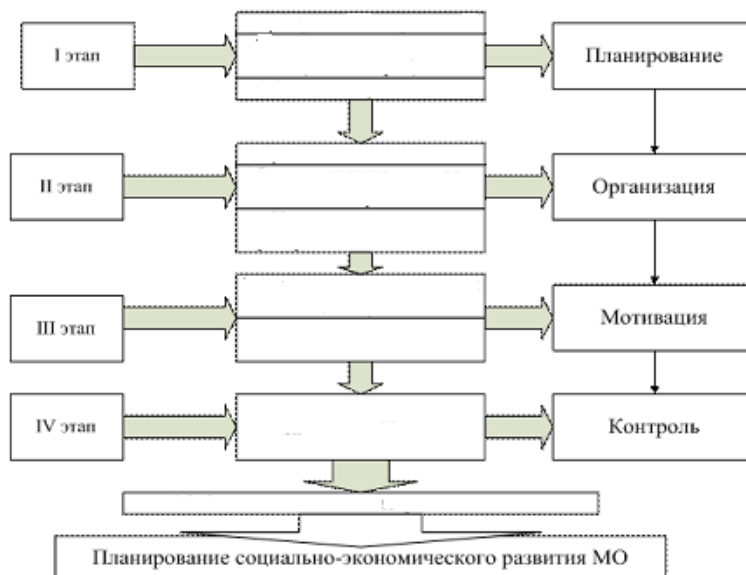 I этап
Планирование
II этап
Организация
III этап
Мотивация
IV этап
Контроль
Планирование социально-экономического развития МО